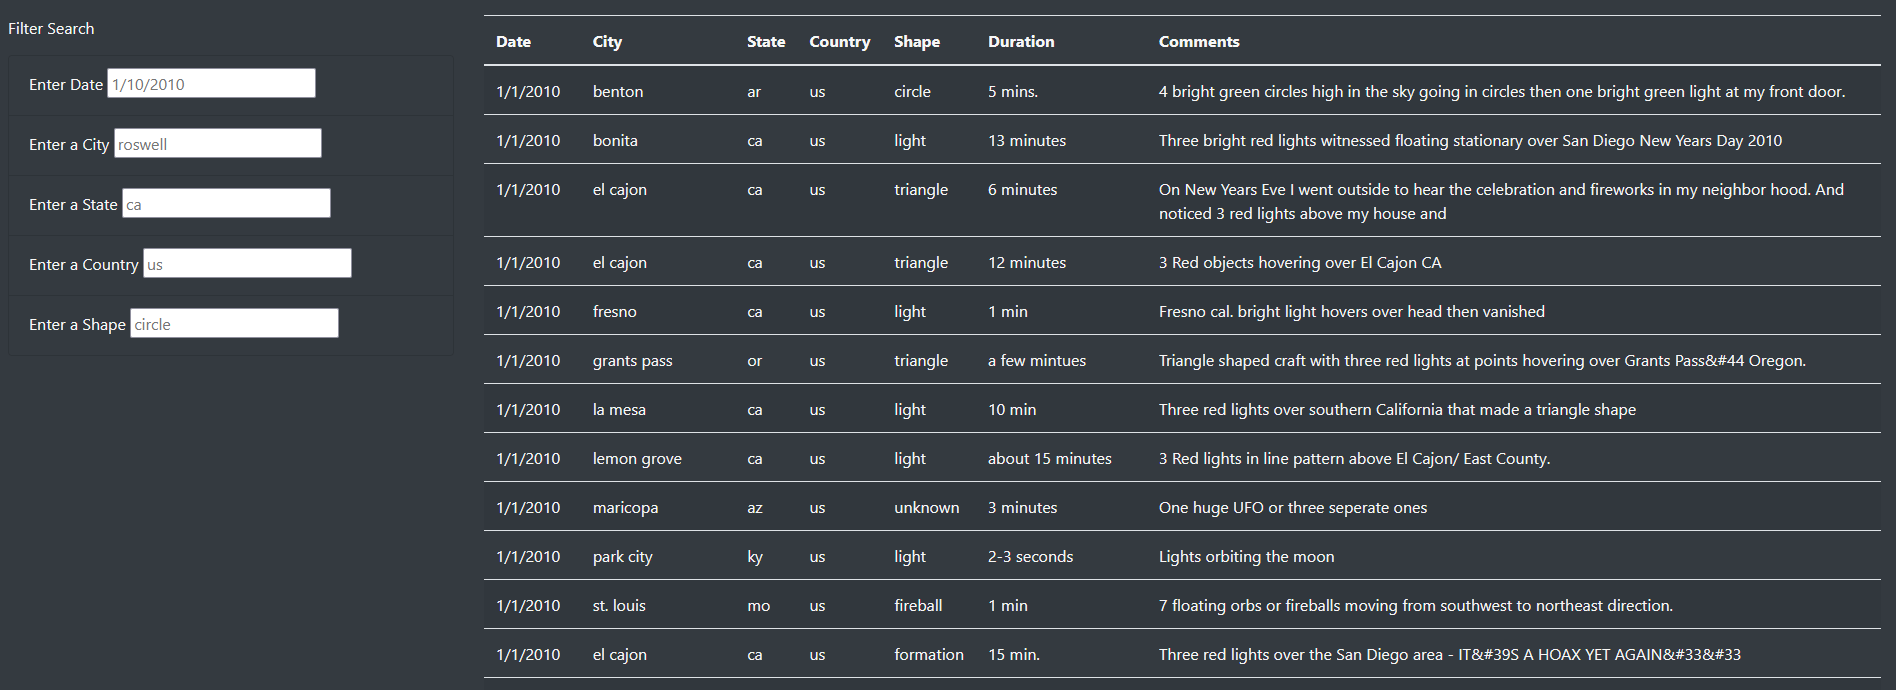 Filter Search
Enter Date 1/10/2010
Enter a City roswell
Enter a State ca
Enter a Country us
Enter a Shape circle
Date City State Country Shape Duration Comments
1/1/2010 benton ar us circle 5 mins. 4 bright green circles high in the sky going in circles then one bright green light at my front door.
1/1/2010 bonita ca us light 13 minutes Three bright red lights witnessed floating stationary over San Diego New Years Day 2010
1/1/2010 el cajon ca us triangle 6 minutes On New Years Eve I went outside to hear the celebration and fireworks in my neighbor hood. And
noticed 3 red lights above my house and
1/1/2010 el cajon ca us triangle 12 minutes 3 Red objects hovering over El Cajon CA
1/1/2010 fresno ca us light 1 min Fresno cal. bright light hovers over head then vanished
1/1/2010 grants pass or us triangle a few mintues Triangle shaped craft with three red lights at points hovering over Grants Pass&#44 Oregon.
1/1/2010 la mesa ca us light 10 min Three red lights over southern California that made a triangle shape
1/1/2010 lemon grove ca us light about 15 minutes 3 Red lights in line pattern above El Cajon/ East County.
1/1/2010 maricopa az us unknown 3 minutes One huge UFO or three seperate ones
1/1/2010 park city ky us light 2-3 seconds Lights orbiting the moon
1/1/2010 st. louis mo us fireball 1 min 7 floating orbs or fireballs moving from southwest to northeast direction.
1/1/2010 el cajon ca us formation 15 min. Three red lights over the San Diego area - IT&#39S A HOAX YET AGAIN&#33&#33